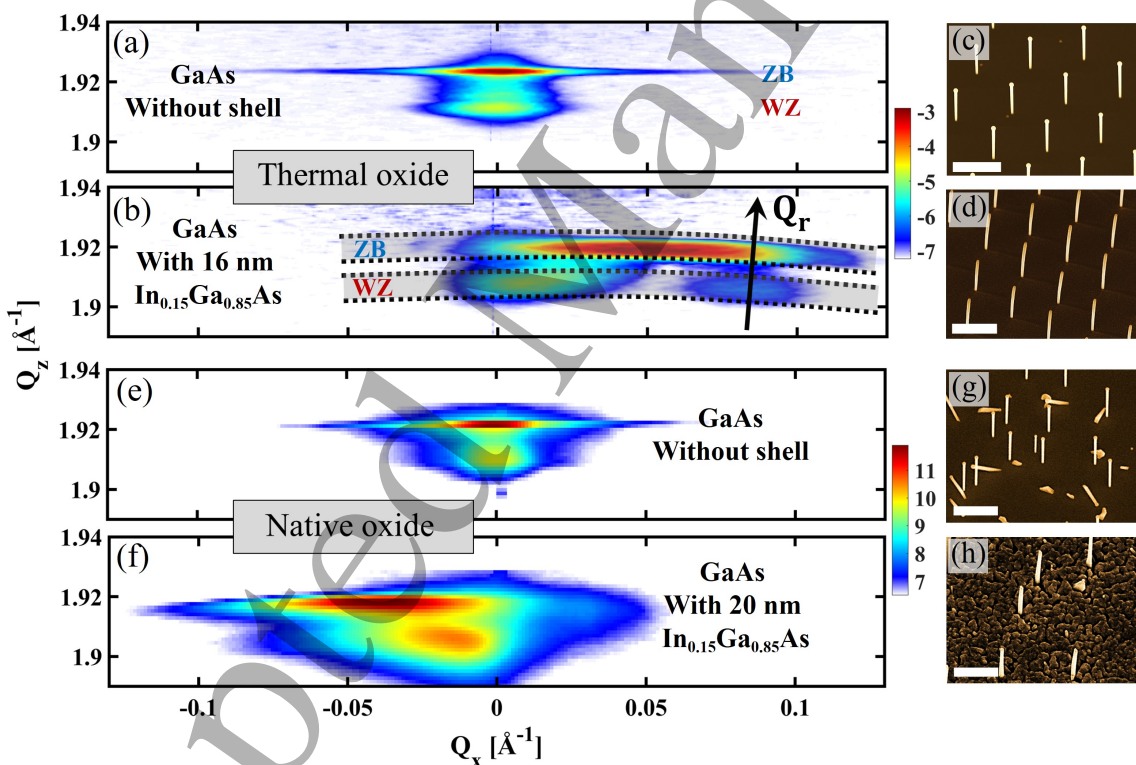 (a)
GaAs
Without shell
ZB
WZ
1.94
1.92
1.9
Thermal oxide
(b)
GaAs
With 16 nm
In0.15Ga0.85As
ZB
WZ
Qr
1.94
1.92
1.9
-3
-4
-5
-6
-7
(c)
(d)
Qz [Å-1]
(e)
GaAs
Without shell
1.94
1.92
1.9
Native oxide
(f)
GaAs
With 20 nm
In0.15Ga0.85As
1.94
1.92
1.9
11
10
9
8
7
(g)
(h)
-0.1
-0.05
0
0.05
0.1
Qx [Å-1]
pted Man